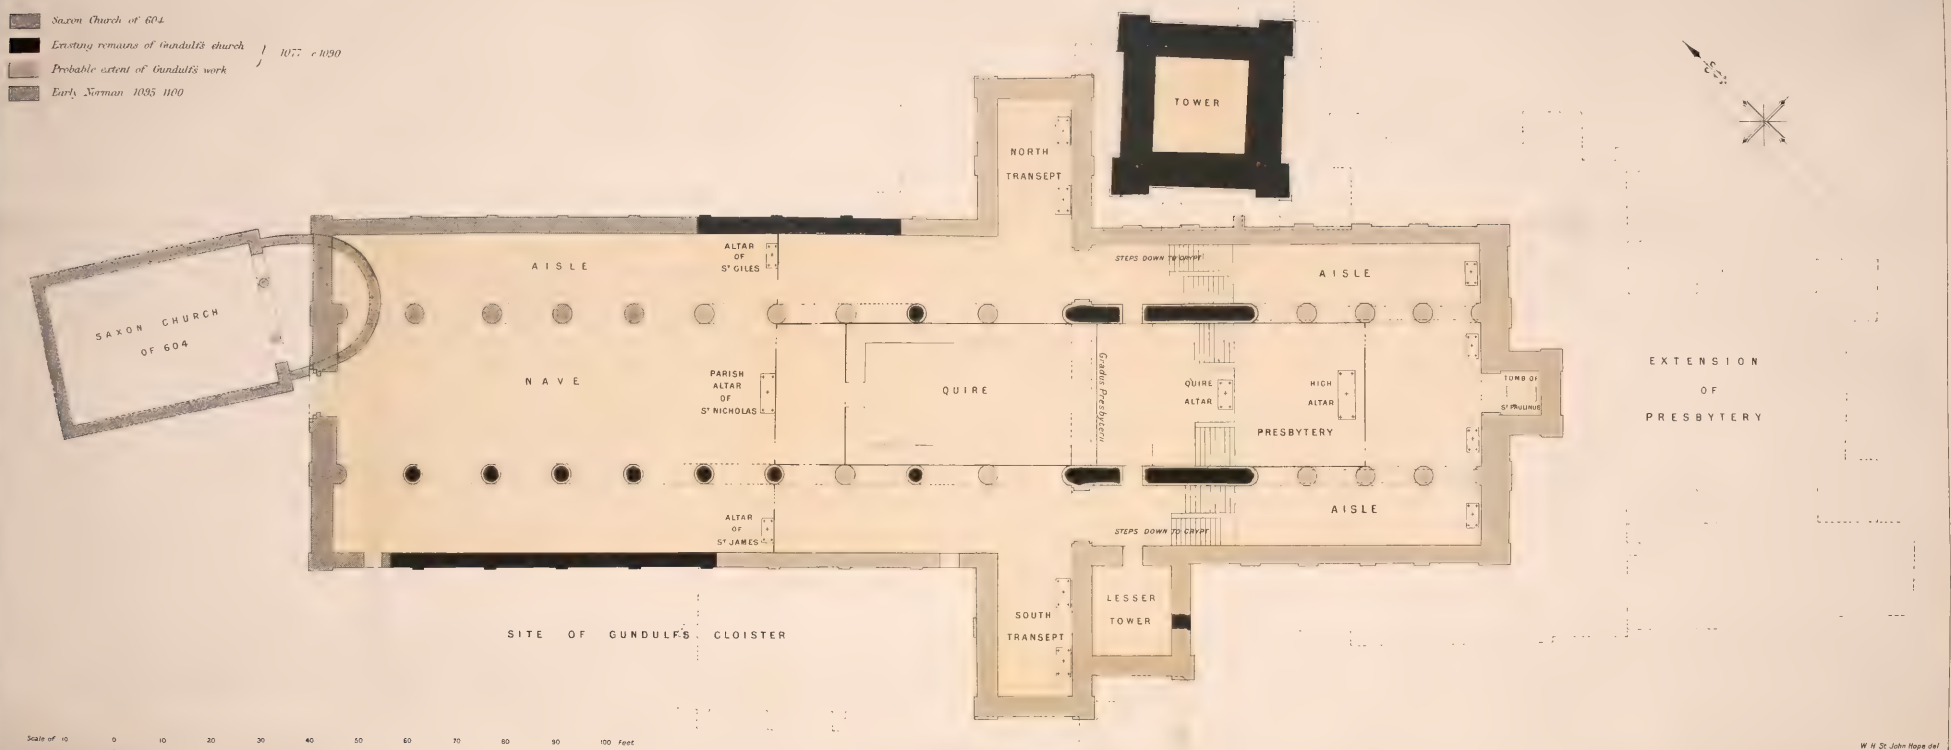 Saxon Church of 604
Existing remains of Gundulf's church
Probable extent of Gundulf's work
1077 c 1090
Early Norman 1095 1100
TOWER
NORTH
TRANSEPT
SAXON CHURCH
OF 604
AISLE
ALTAR
OF
ST GILES
STEPS DOWN TO CRYPT
AISLE
NAVE
PARISH
ALTAR
OF
ST NICHOLAS
QUIRE
Gradus Presbyterii
QUIRE
ALTAR
HIGH
ALTAR
PRESBYTERY
TOMB OF
ST PAULINUS
EXTENSION
OF
PRESBYTERY
ALTAR
OF
ST JAMES
STEPS DOWN TO CRYPT
AISLE
SOUTH
TRANSEPT
LESSER
TOWER
SITE OF GUNDULF'S CLOISTER
Scale of 10 0 10 20 30 40 50 60 70 80 90 100 Feet
W H St John Hope del